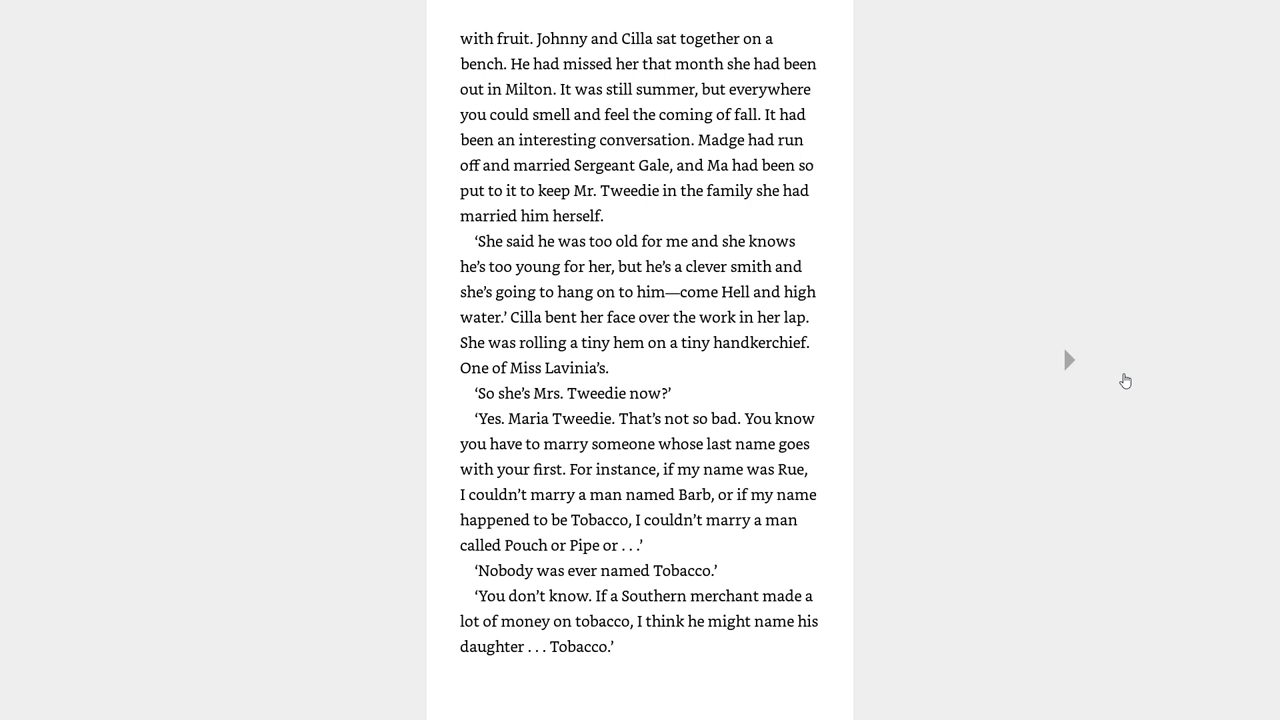 with fruit. Johnny and Cilla sat together on a
bench. He had missed her that month she had been
out in Milton. It was still summer, but everywhere
you could smell and feel the coming of fall. It had
been an interesting conversation. Madge had run
off and married Sergeant Gale, and Ma had been so
put to it to keep Mr. Tweedie in the family she had
married him herself.
‘She said he was too old for me and she knows
he’s too young for her, but he’s a clever smith and
she’s going to hang on to him—come Hell and high
water.’ Cilla bent her face over the work in her lap.
She was rolling a tiny hem on a tiny handkerchief.
One of Miss Lavinia’s.
‘So she’s Mrs. Tweedie now?’
‘Yes. Maria Tweedie. That’s not so bad. You know
you have to marry someone whose last name goes
with your first. For instance, if my name was Rue,
I couldn’t marry a man named Barb, or if my name
happened to be Tobacco, I couldn’t marry a man
called Pouch or Pipe or . . .’
‘Nobody was ever named Tobacco.’
‘You don’t know. If a Southern merchant made a
lot of money on tobacco, I think he might name his
daughter . . . Tobacco.’